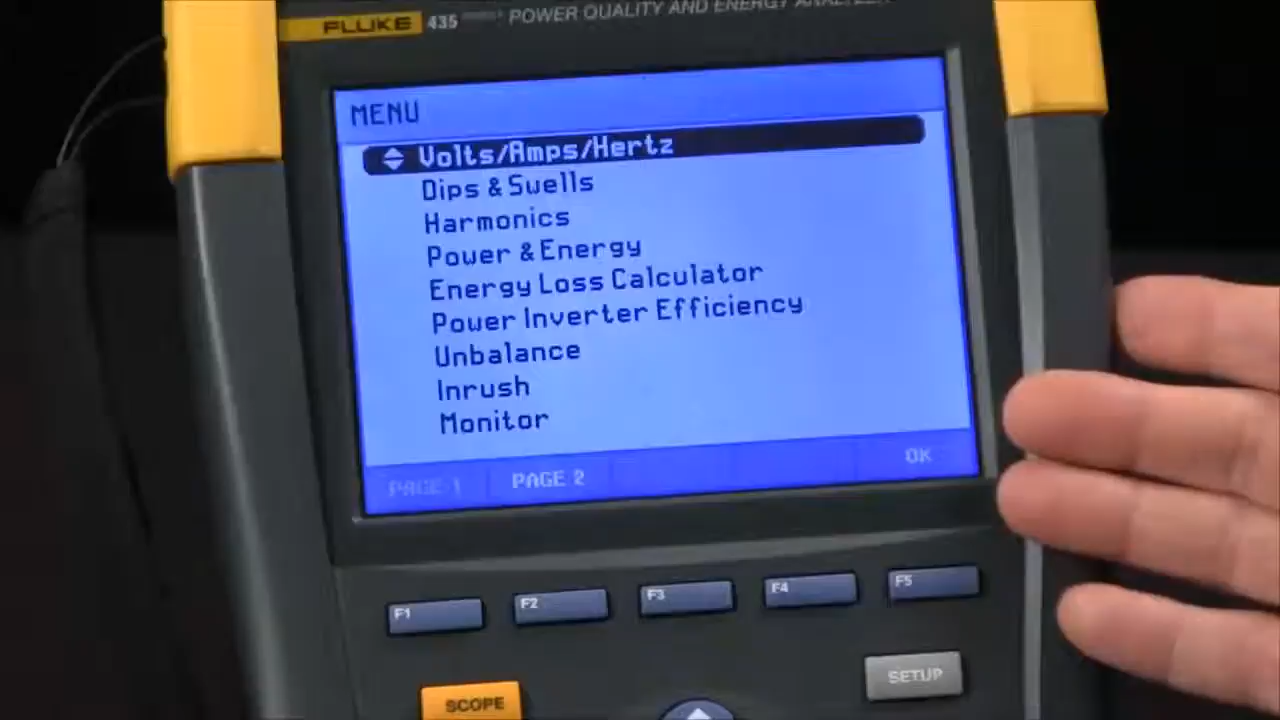 FLUKE 435 POWER QUALITY AND ENERGY ANALYZER
MENU
Volts/Amps/Hertz
Dips & Swells
Harmonics
Power & Energy
Energy Loss Calculator
Power Inverter Efficiency
Unbalance
Inrush
Monitor
PAGE 1 PAGE 2 OK
F1 F2 F3 F4 F5
SETUP
SCOPE